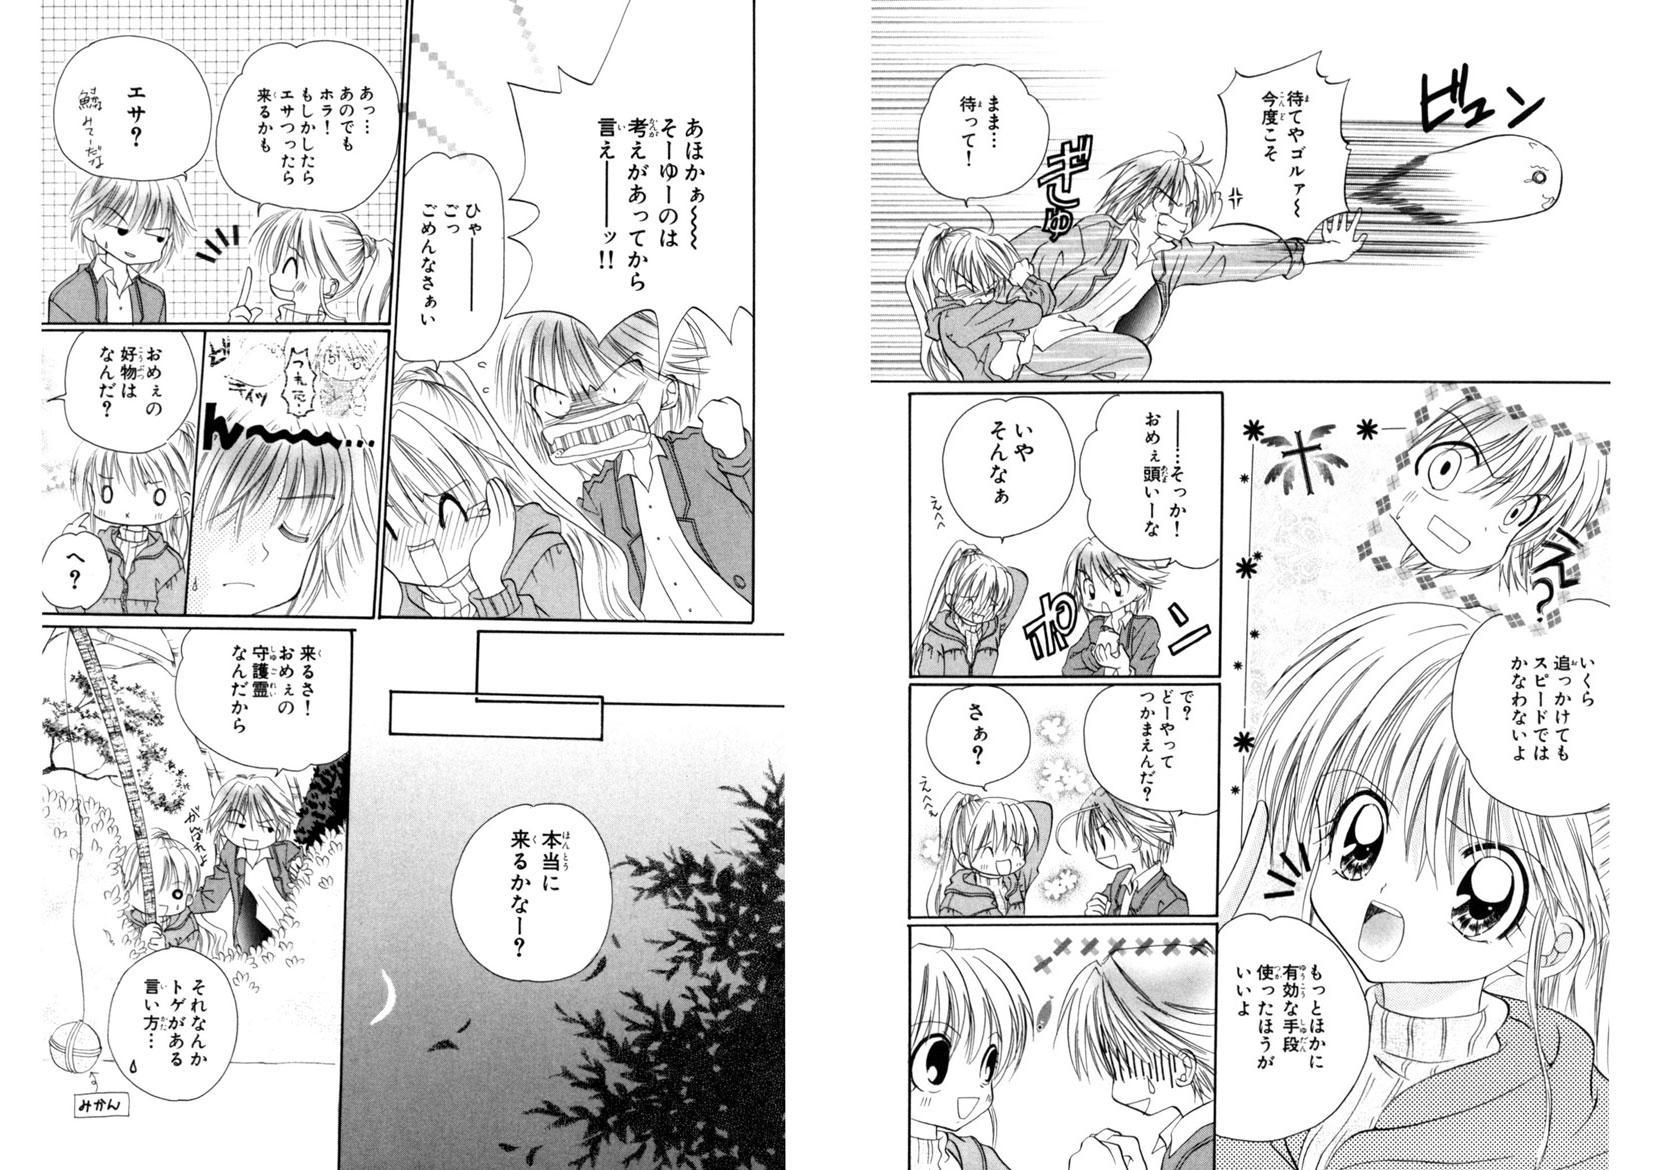 ビュン
待てやゴルァ〜
今度こそ
ぎゅ
まま…
待って!
え?
いくら
追っかけても
スピードでは
かなわないよ
もっとほかに
有効な手段
使ったほうが
いいよ
――……そっか!
おめぇ頭いーな
いや
そんなぁ
えへへ
ポン
で?
どーやって
つかまえんだ?
さぁ?
えへへぇ
あほかぁ〜〜〜
そーゆーのは
考えがあってから
言え――――ッ!!
ひゃ――――
ごっ
ごめんなさぁい
あっ…
あのでも
ホラ!
もしかしたら
エサつったら
来るかも
エサ?
みてーだな
つれた!
ん〜〜〜…
おめぇの
好物は
なんだ?
へ?
本当に
来るかなー?
来るさ!
おめぇの
守護霊
なんだから
それなんか
トゲがある
言い方…
みかん